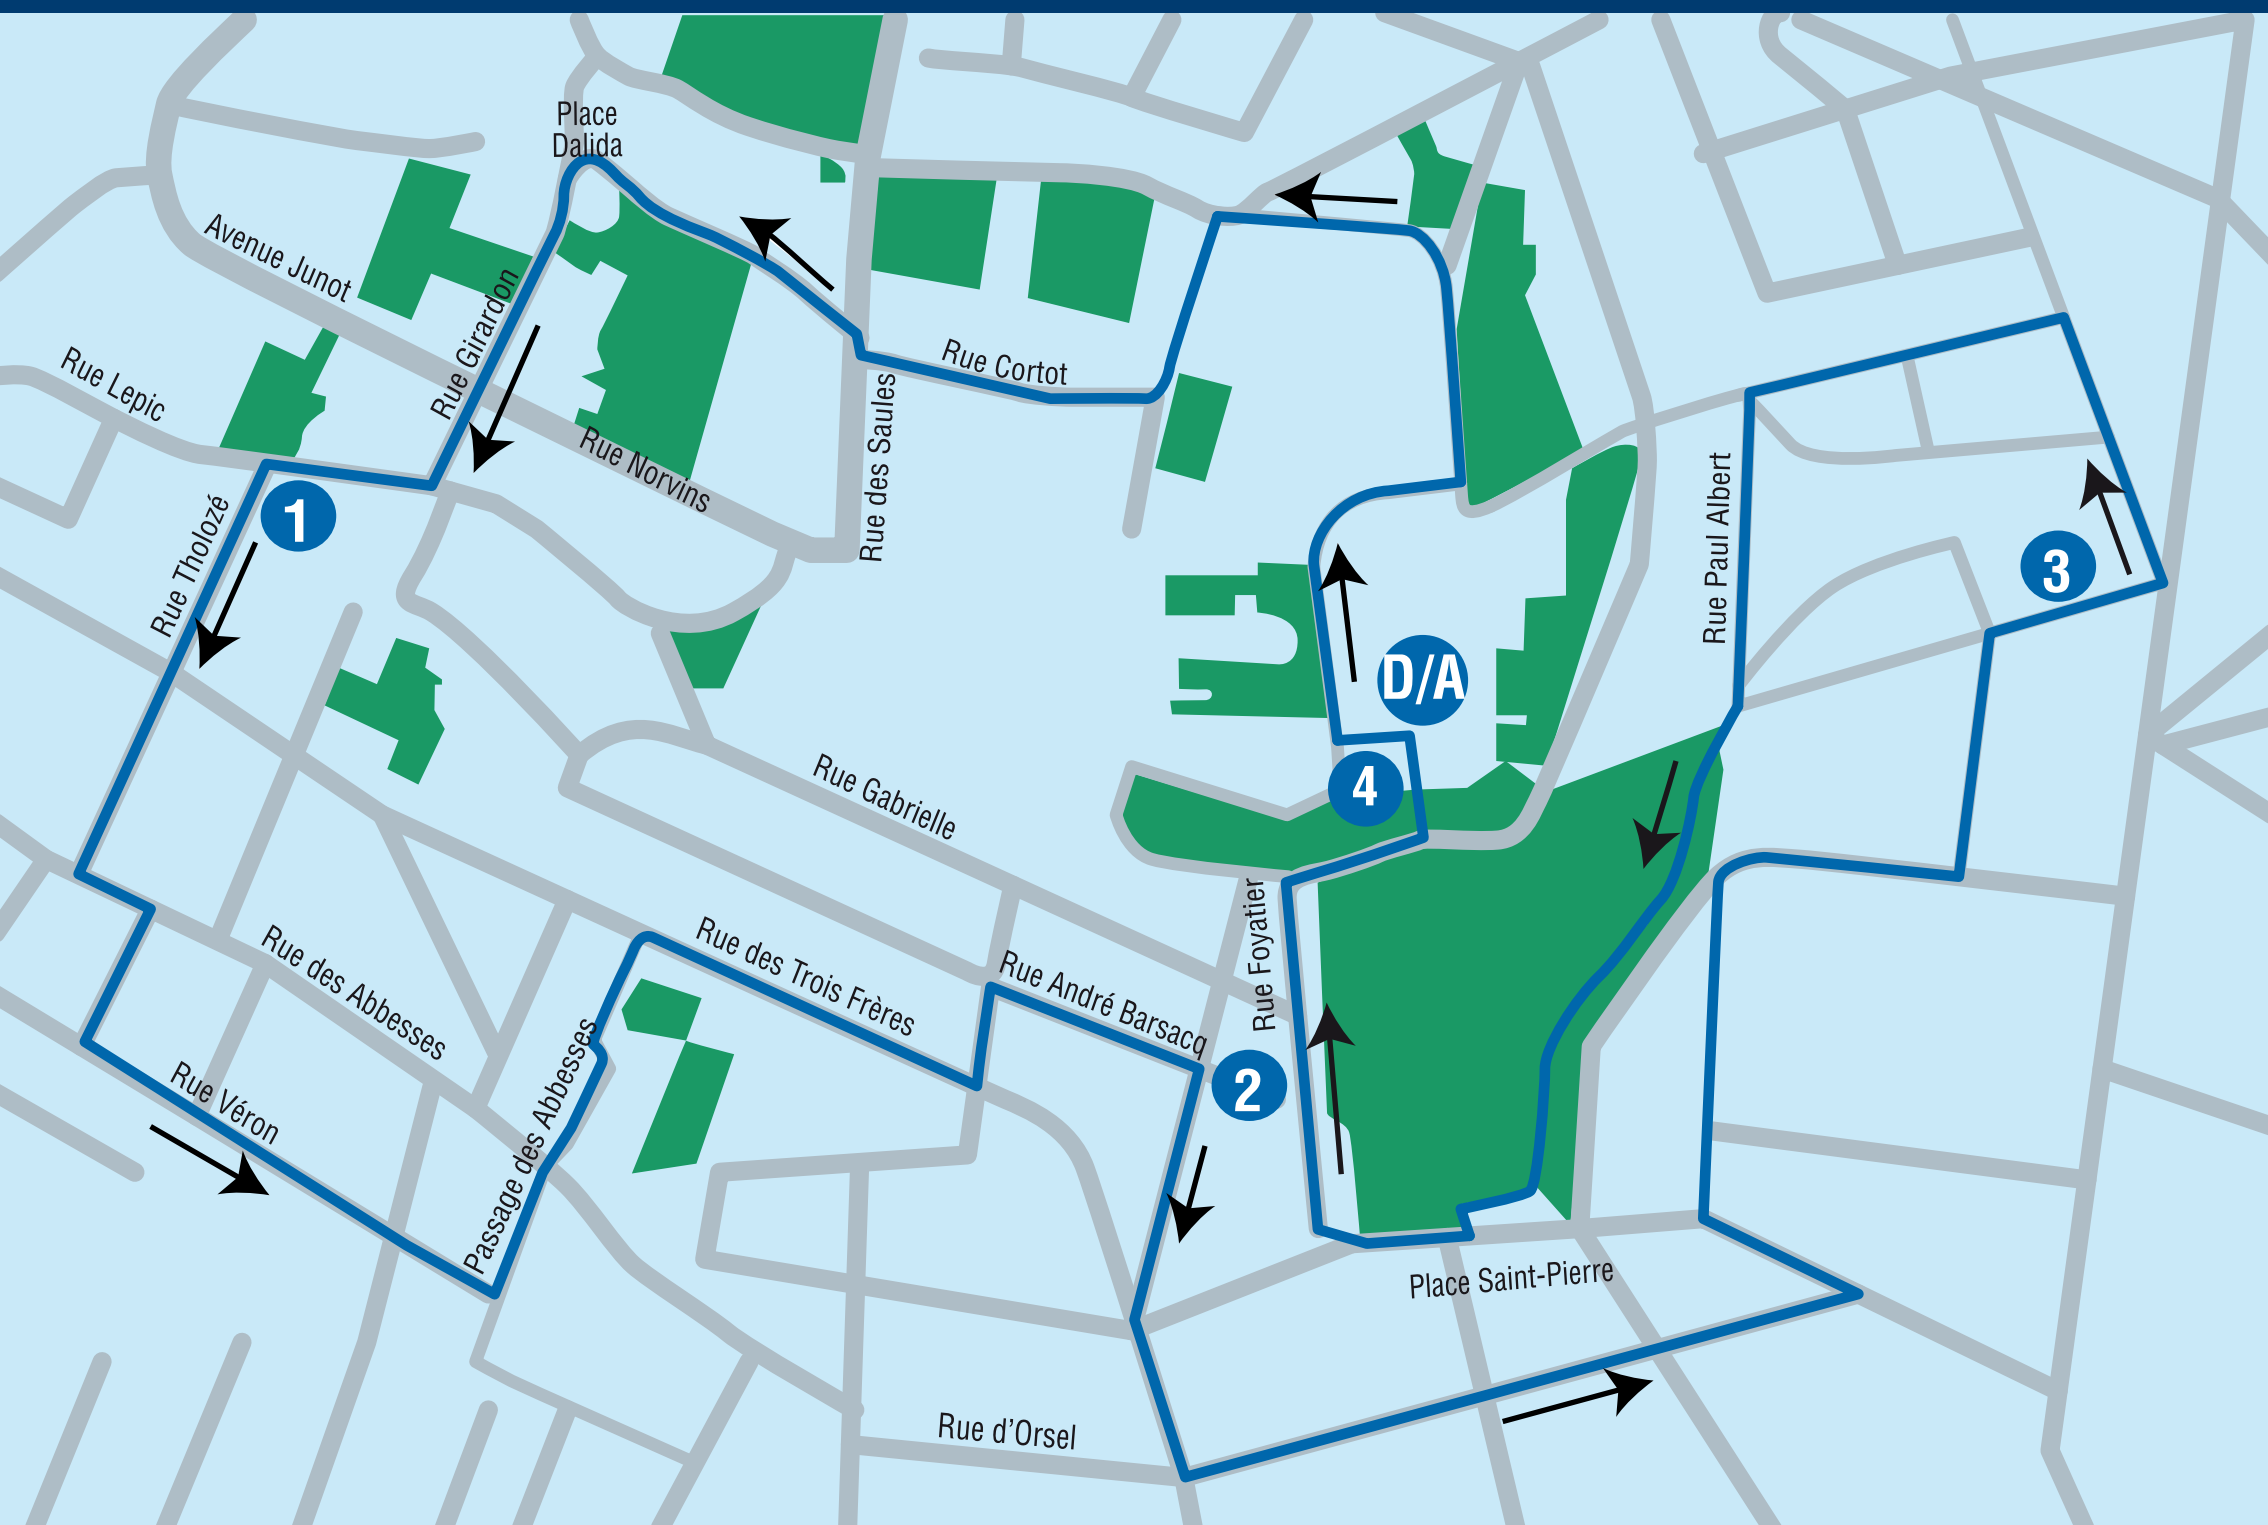 Place
Dalida
Avenue Junot
Rue Girardon
Rue Lepic
Rue Cortot
Rue des Saules
Rue Norvins
1
Rue Tholozé
Rue Paul Albert
3
D/A
4
Rue Gabrielle
Rue Foyatier
Rue des Trois Frères
Rue André Barsacq
Rue des Abbesses
2
Rue Véron
Passage des Abbesses
Place Saint-Pierre
Rue d’Orsel